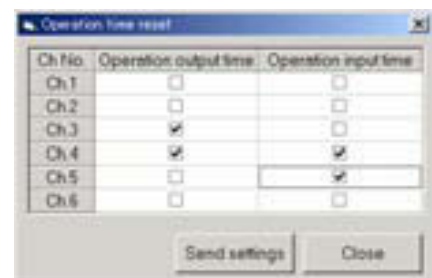 Operation time reset
Ch No. Operation output time Operation input time
Ch.1
Ch.2
Ch.3
Ch.4
Ch.5
Ch.6
Send settings Close